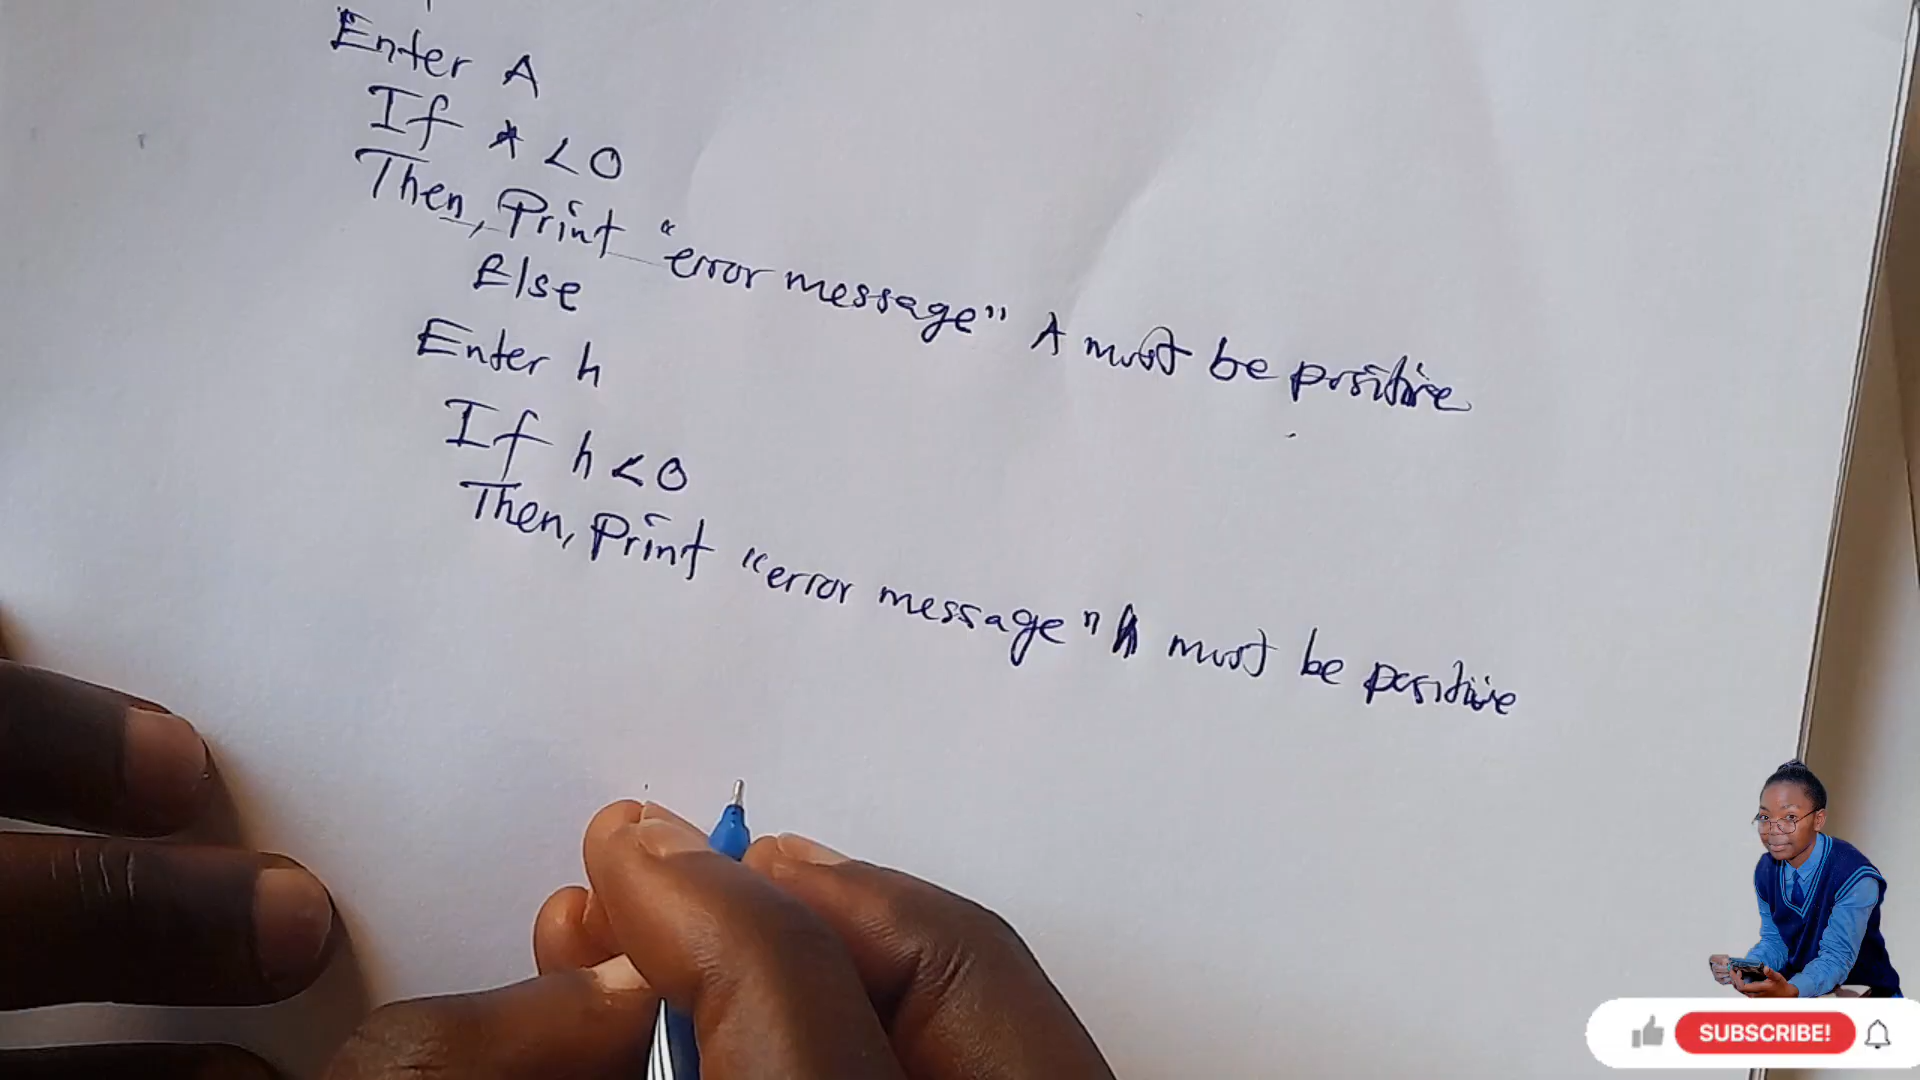 Enter A
If A < 0
Then, Print "error message" A must be positive
Else
Enter h
If h < 0
Then, Print "error message" h must be positive
SUBSCRIBE!